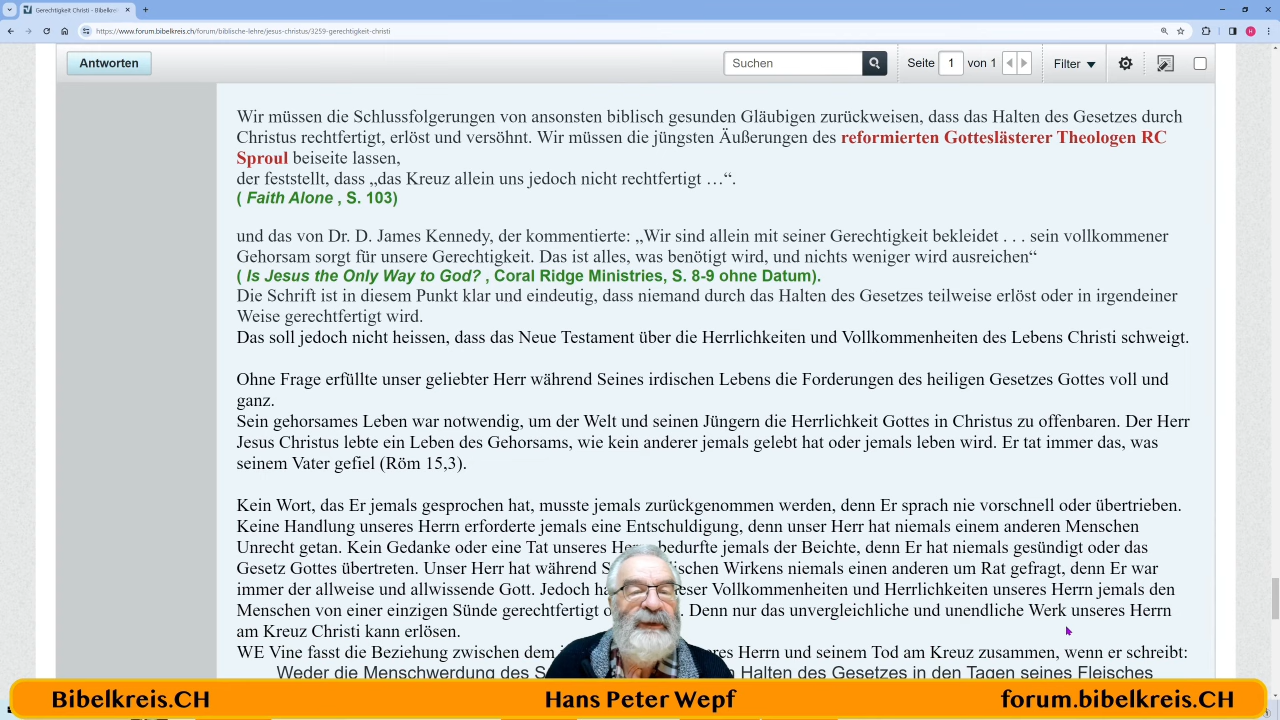 Gerechtigkeit Christi - Bibelkrei
https://www.forum.bibelkreis.ch/forum/biblische-lehre/jesus-christus/3259-gerechtigkeit-christi
Antworten
Suchen
Seite 1 von 1
Filter
Wir müssen die Schlussfolgerungen von ansonsten biblisch gesunden Gläubigen zurückweisen, dass das Halten des Gesetzes durch
Christus rechtfertigt, erlöst und versöhnt. Wir müssen die jüngsten Äußerungen des reformierten Gotteslästerer Theologen RC
Sproul beiseite lassen,
der feststellt, dass „das Kreuz allein uns jedoch nicht rechtfertigt …“.
( Faith Alone , S. 103)
und das von Dr. D. James Kennedy, der kommentierte: „Wir sind allein mit seiner Gerechtigkeit bekleidet . . . sein vollkommener
Gehorsam sorgt für unsere Gerechtigkeit. Das ist alles, was benötigt wird, und nichts weniger wird ausreichen“
( Is Jesus the Only Way to God? , Coral Ridge Ministries, S. 8-9 ohne Datum).
Die Schrift ist in diesem Punkt klar und eindeutig, dass niemand durch das Halten des Gesetzes teilweise erlöst oder in irgendeiner
Weise gerechtfertigt wird.
Das soll jedoch nicht heissen, dass das Neue Testament über die Herrlichkeiten und Vollkommenheiten des Lebens Christi schweigt.
Ohne Frage erfüllte unser geliebter Herr während Seines irdischen Lebens die Forderungen des heiligen Gesetzes Gottes voll und
ganz.
Sein gehorsames Leben war notwendig, um der Welt und seinen Jüngern die Herrlichkeit Gottes in Christus zu offenbaren. Der Herr
Jesus Christus lebte ein Leben des Gehorsams, wie kein anderer jemals gelebt hat oder jemals leben wird. Er tat immer das, was
seinem Vater gefiel (Röm 15,3).
Kein Wort, das Er jemals gesprochen hat, musste jemals zurückgenommen werden, denn Er sprach nie vorschnell oder übertrieben.
Keine Handlung unseres Herrn erforderte jemals eine Entschuldigung, denn unser Herr hat niemals einem anderen Menschen
Unrecht getan. Kein Gedanke oder eine Tat unseres bedurfte jemals der Beichte, denn Er hat niemals gesündigt oder das
Gesetz Gottes übertreten. Unser Herr hat während Wirkens niemals einen anderen um Rat gefragt, denn Er war
immer der allweise und allwissende Gott. Jedoch Vollkommenheiten und Herrlichkeiten unseres Herrn jemals den
Menschen von einer einzigen Sünde gerechtfertigt Denn nur das unvergleichliche und unendliche Werk unseres Herrn
am Kreuz Christi kann erlösen.
WE Vine fasst die Beziehung zwischen dem Herrn und seinem Tod am Kreuz zusammen, wenn er schreibt:
Weder die Menschwerdung des Halten des Gesetzes in den Tagen seines Fleisches
Bibelkreis.CH
Hans Peter Wepf
forum.bibelkreis.CH